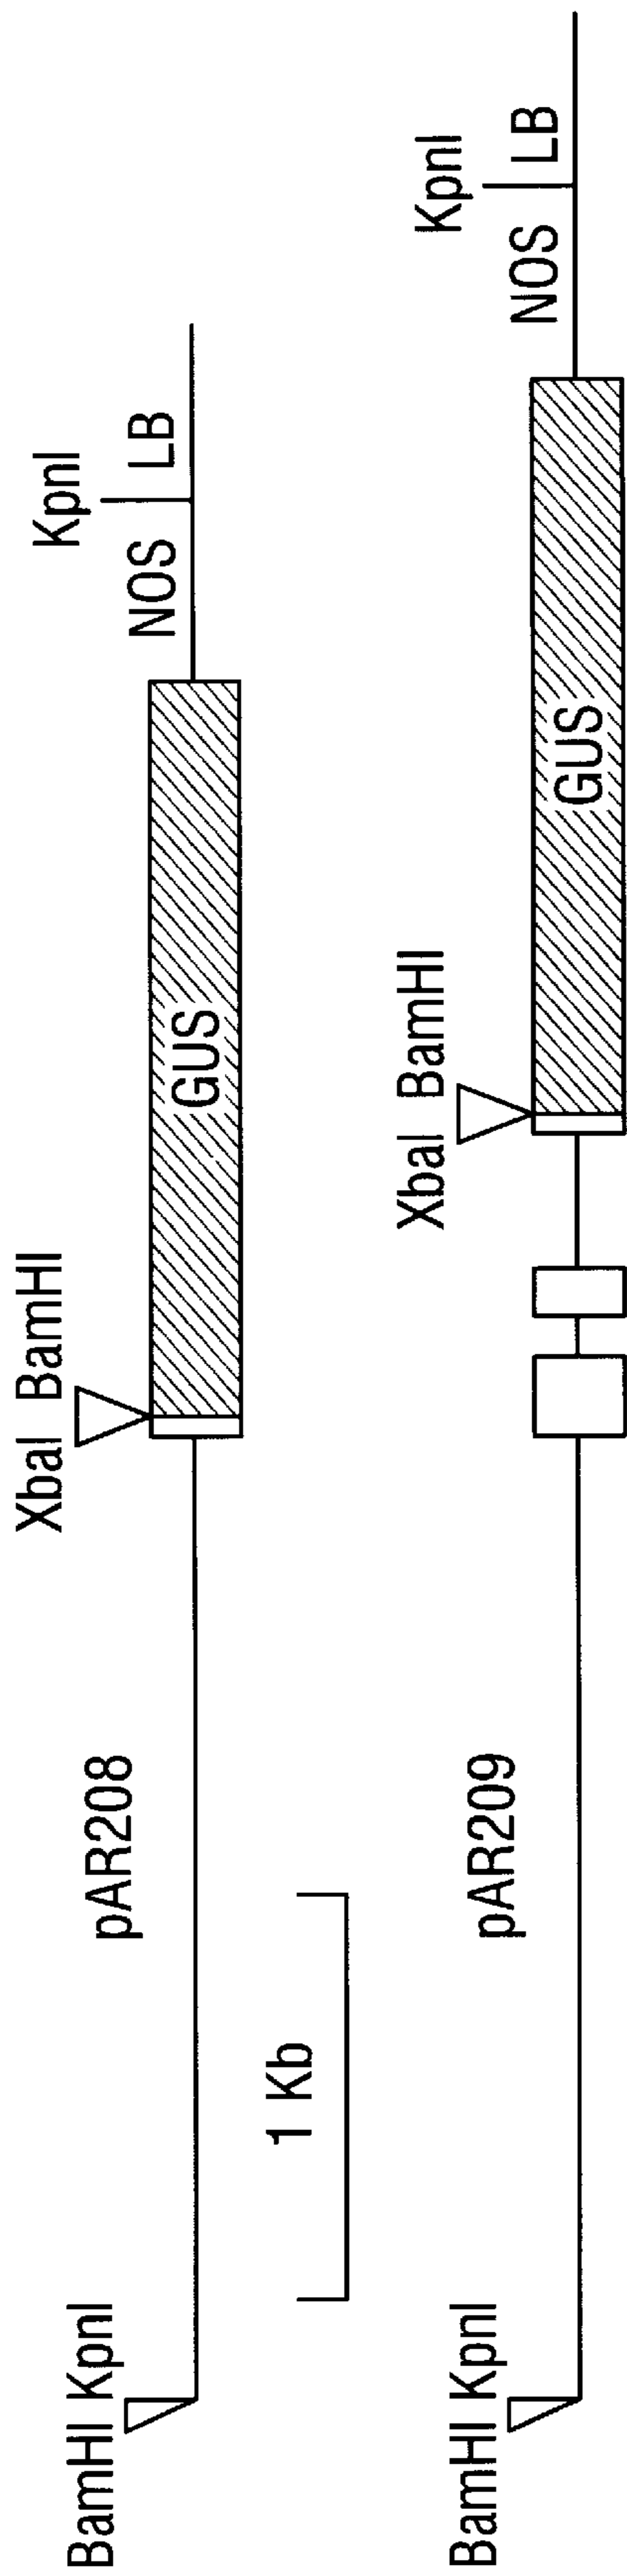 BamHI KpnI
pAR208
XbaI BamHI
GUS
NOS
KpnI
LB
1 Kb
BamHI KpnI
pAR209
XbaI BamHI
GUS
NOS
KpnI
LB